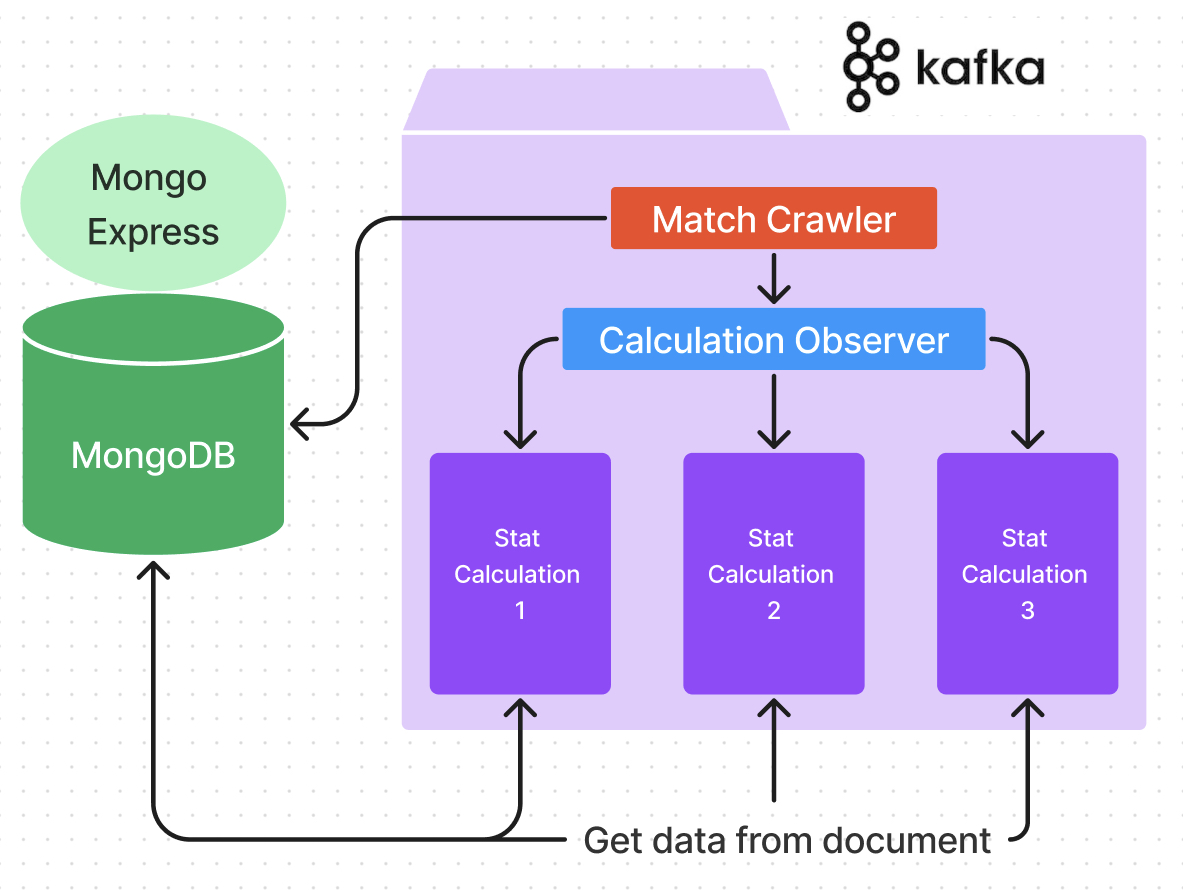 kafka
Mongo
Express
Match Crawler
Calculation Observer
MongoDB
Stat
Calculation
1
Stat
Calculation
2
Stat
Calculation
3
Get data from document